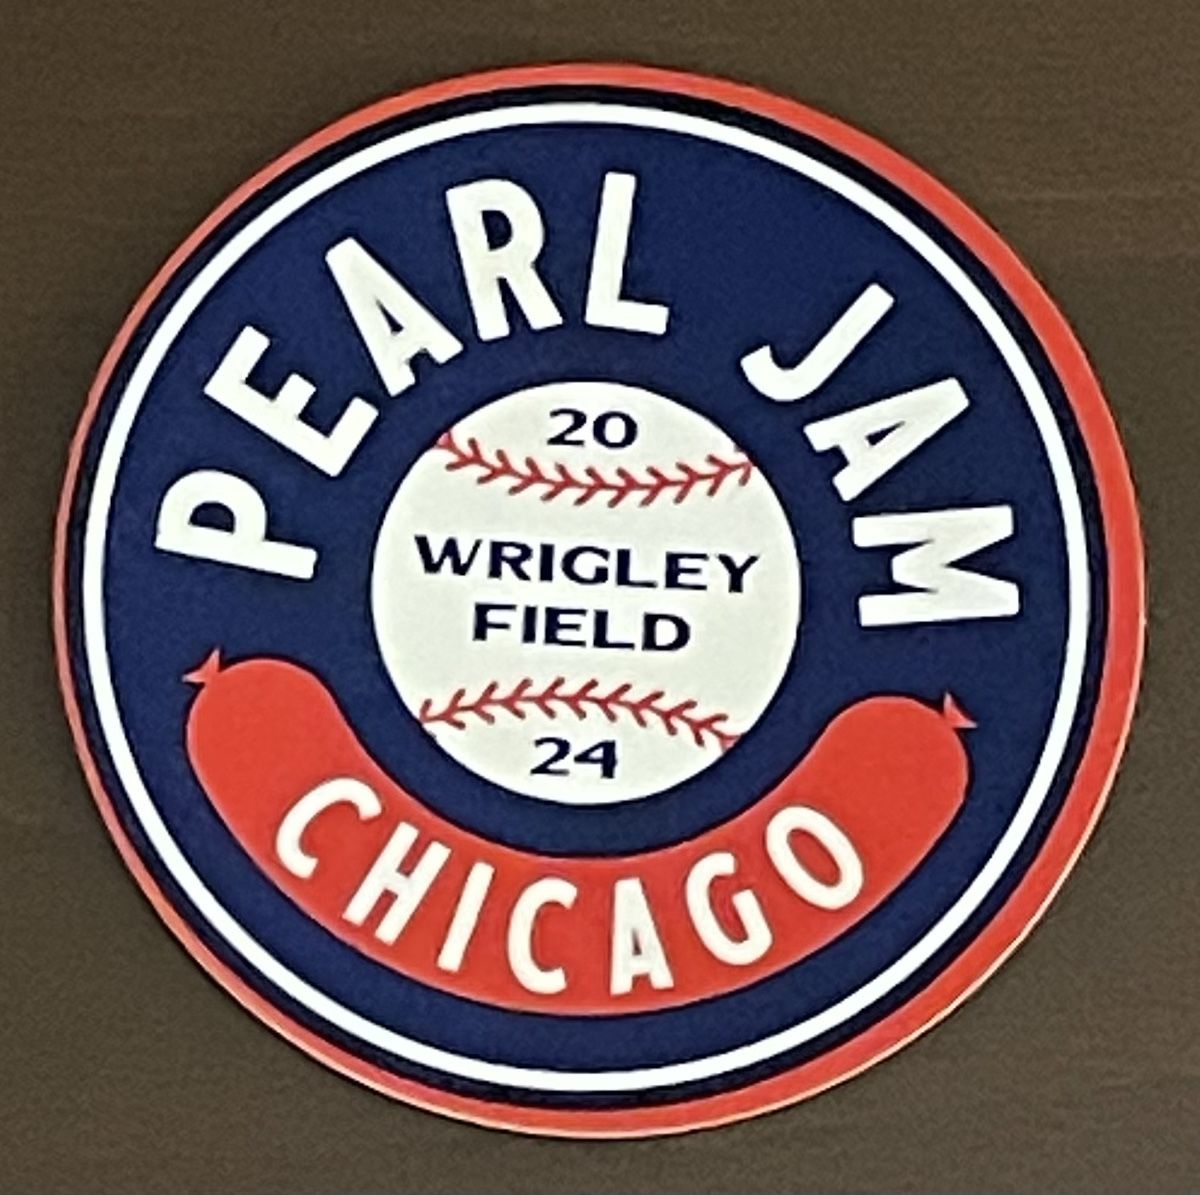 PEARL JAM
20
WRIGLEY
FIELD
24
CHICAGO